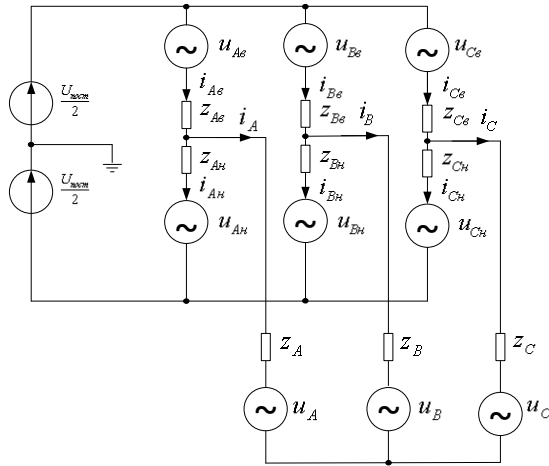 u_Aв u_Bв u_Cв
i_Aв i_Bв i_Cв
U_пост/2 z_Aв i_A z_Bв i_B z_Cв i_C
z_Aн z_Bн z_Cн
U_пост/2 i_Aн i_Bн i_Cн
u_Aн u_Bн u_Cн
z_A z_B z_C
u_A u_B u_C